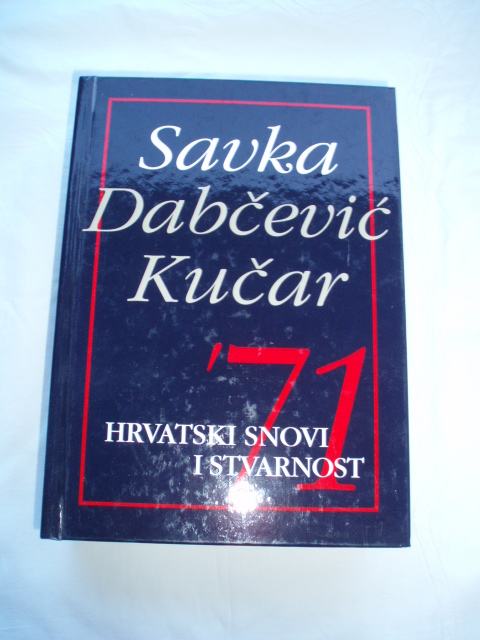 Savka
Dabčević
Kučar
'71
HRVATSKI SNOVI
I STVARNOST